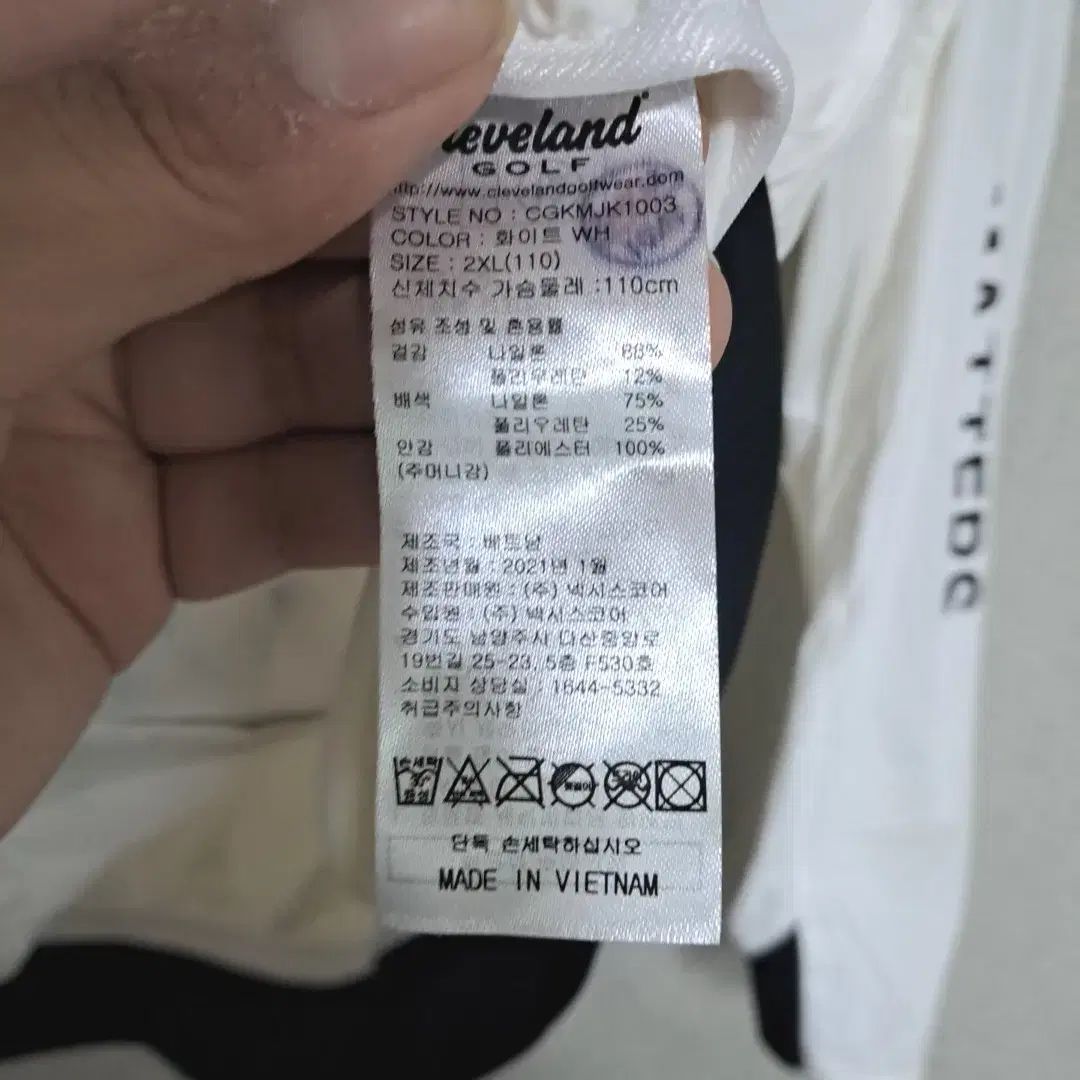 Cleveland
GOLF
http://www.clevelandgolfwear.com
STYLE NO : CGKMJK1003
COLOR : 화이트 WH
SIZE : 2XL(110)
신체치수 가슴둘레 :110cm
섬유 조성 및 혼용률
겉감 나일론 88%
폴리우레탄 12%
배색 나일론 75%
폴리우레탄 25%
안감 폴리에스터 100%
(주머니감)
제조국 : 베트남
제조년월 : 2021년 1월
제조판매원 : (주) 넥시스코어
수입원 : (주) 넥시스코어
경기도 남양주시 다산중앙로
19번길 25-23, 5층 F530호
소비자 상담실 : 1644-5332
취급주의사항
손세탁
30
중성
단독 손세탁하십시오
MADE IN VIETNAM